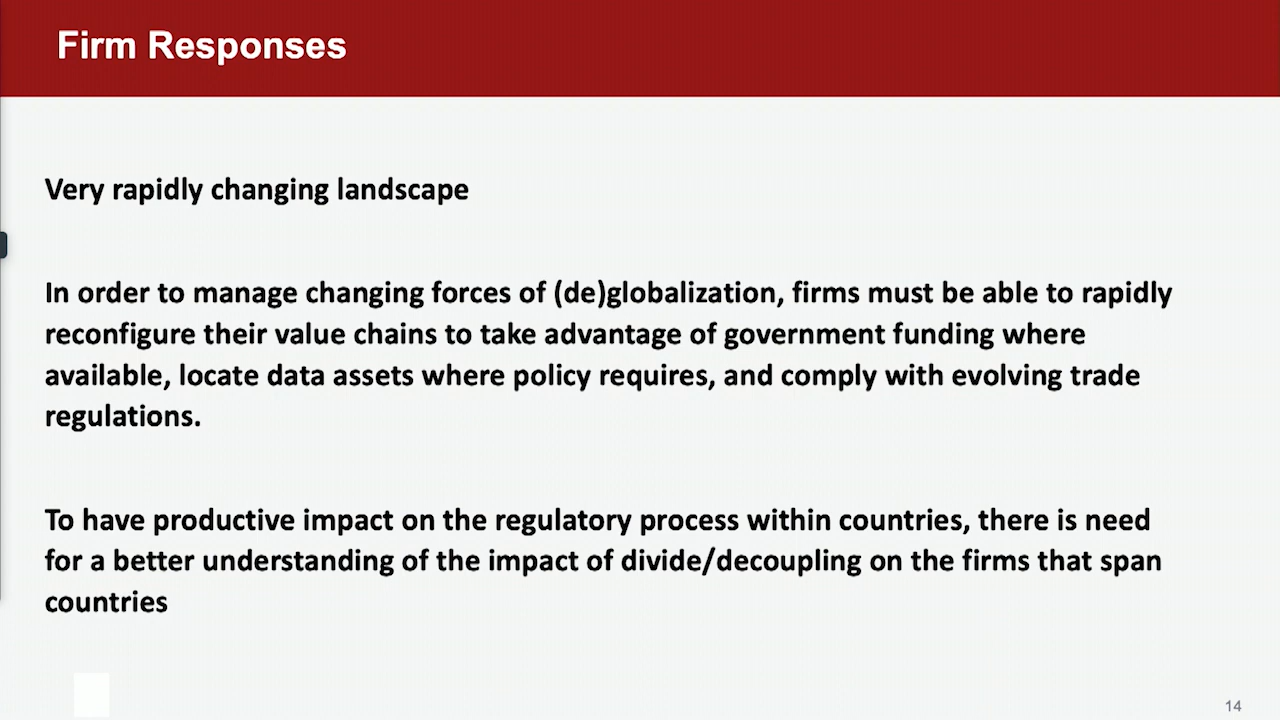 Firm Responses
Very rapidly changing landscape
In order to manage changing forces of (de)globalization, firms must be able to rapidly
reconfigure their value chains to take advantage of government funding where
available, locate data assets where policy requires, and comply with evolving trade
regulations.
To have productive impact on the regulatory process within countries, there is need
for a better understanding of the impact of divide/decoupling on the firms that span
countries
14